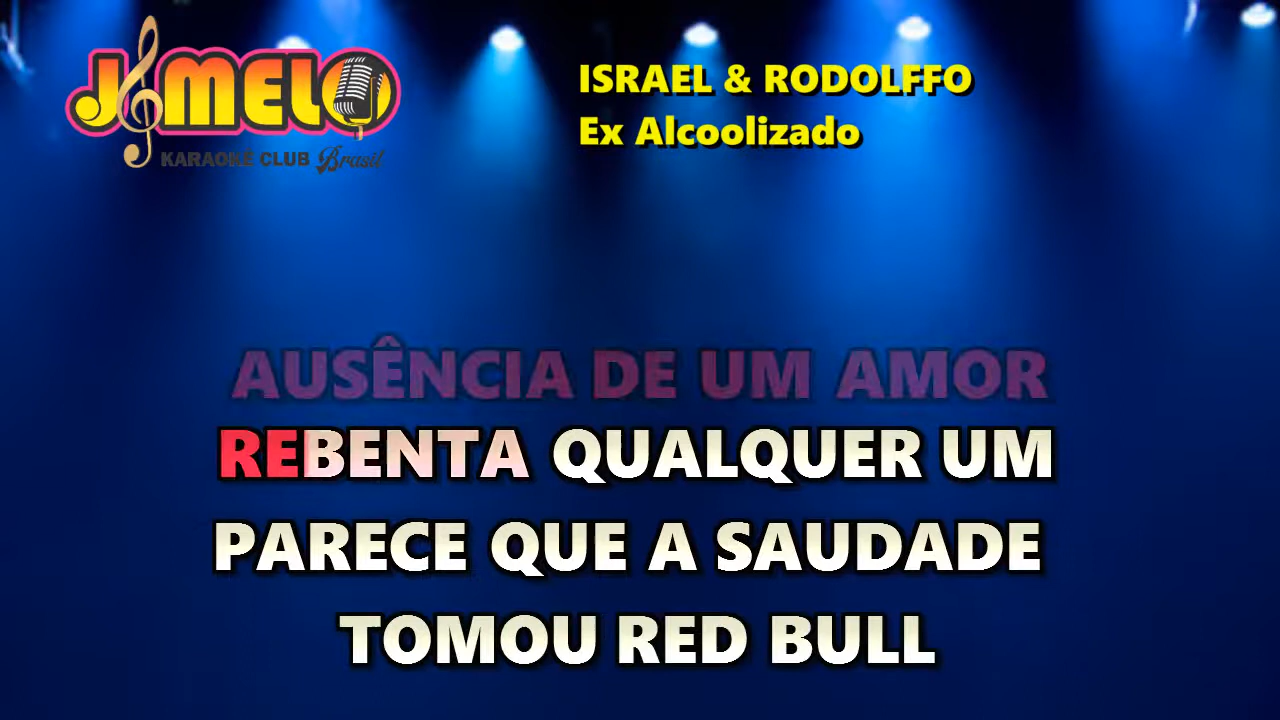 JAMELO
KARAOKÊ CLUB Brasil
ISRAEL & RODOLFFO
Ex Alcoolizado
AUSÊNCIA DE UM AMOR
REBENTA QUALQUER UM
PARECE QUE A SAUDADE
TOMOU RED BULL